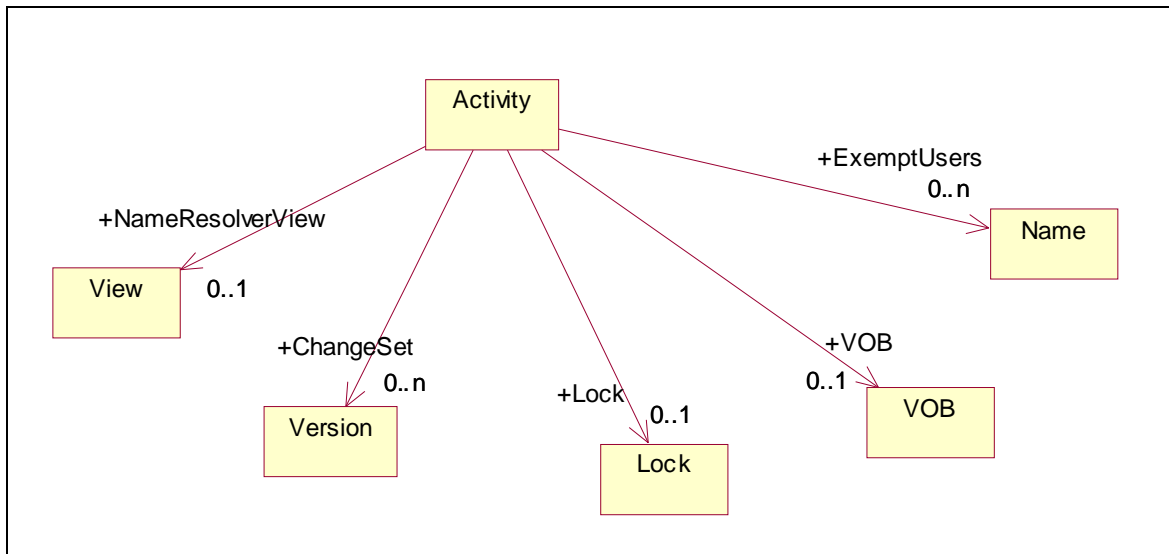 Activity
+ExemptUsers
0..n
Name
+NameResolverView
0..1
View
+ChangeSet
0..n
Version
+Lock
0..1
Lock
+VOB
0..1
VOB